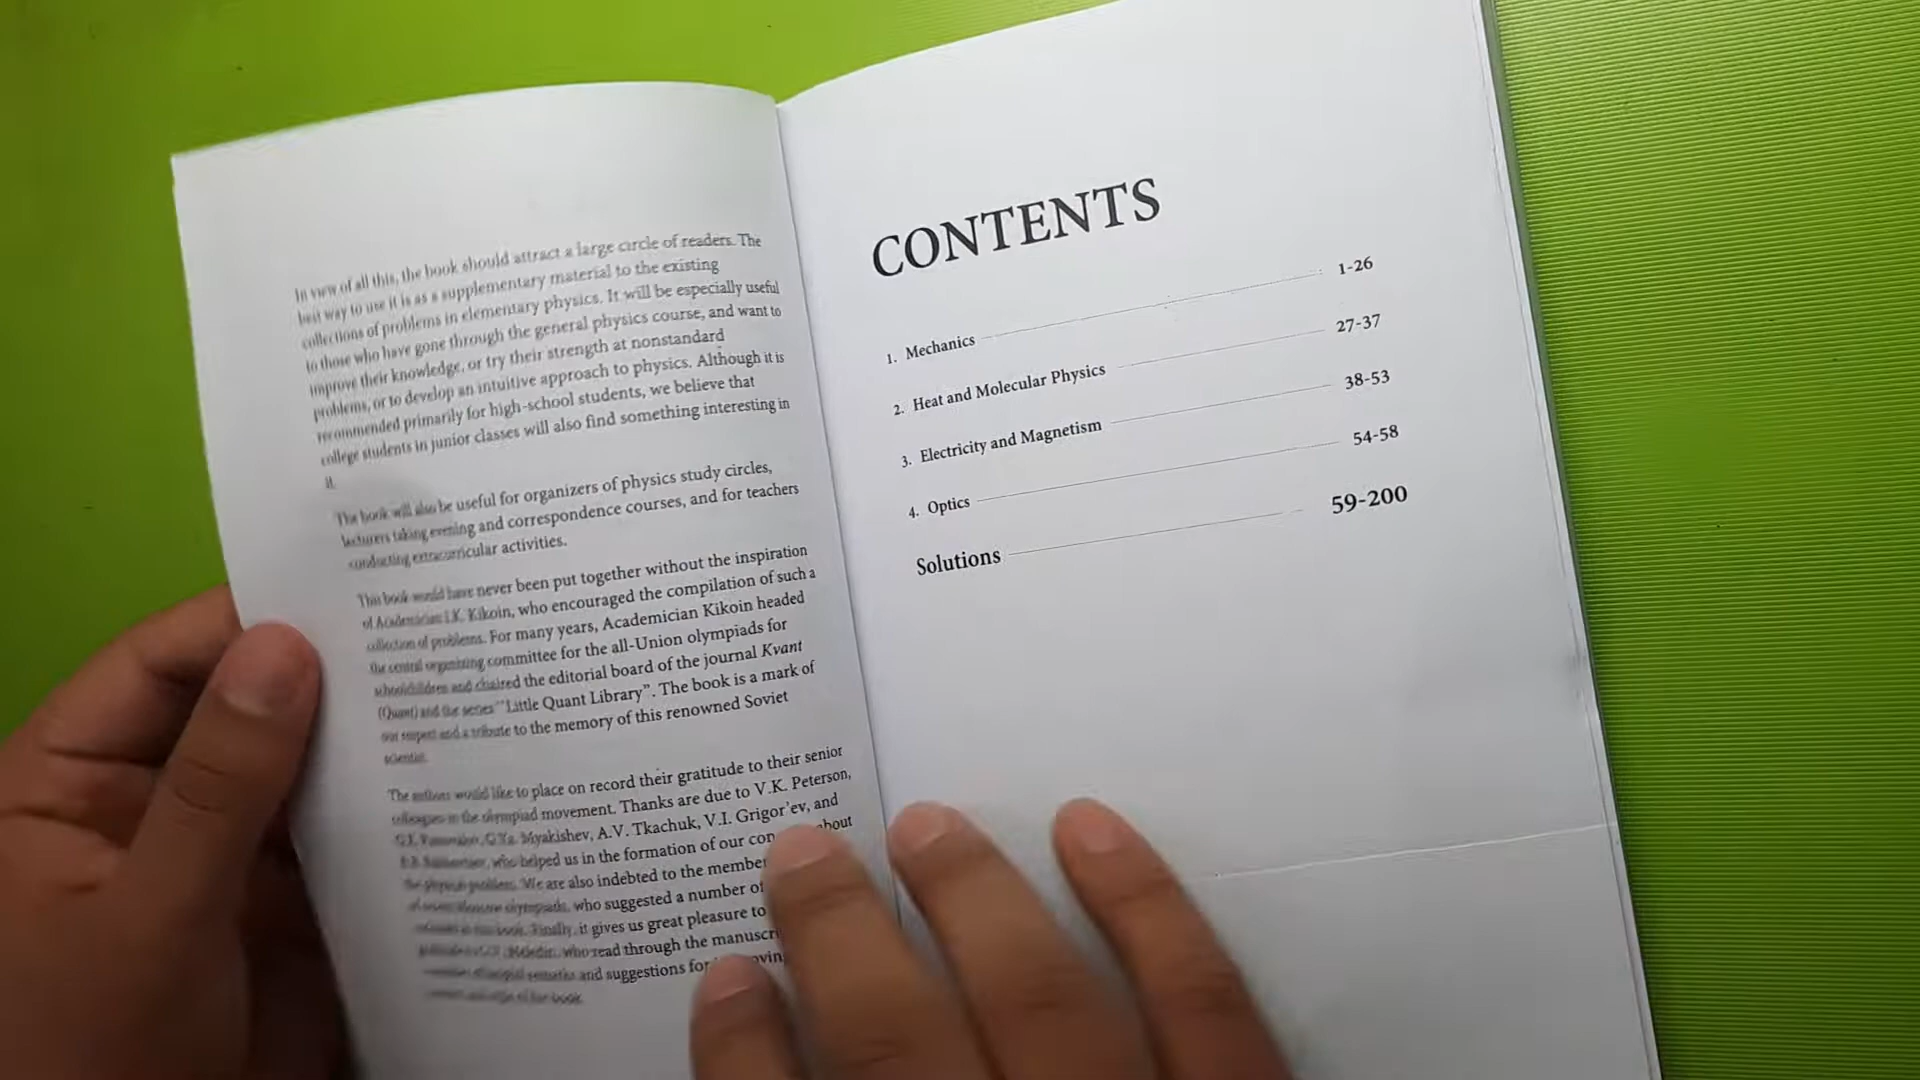 In view of all this, the book should attract a large circle of readers. The
best way to use it is as a supplementary material to the existing
collections of problems in elementary physics. It will be especially useful
to those who have gone through the general physics course, and want to
improve their knowledge, or try their strength at nonstandard
problems, or to develop an intuitive approach to physics. Although it is
recommended primarily for high-school students, we believe that
college students in junior classes will also find something interesting in
it.
The book will also be useful for organizers of physics study circles,
lecturers taking evening and correspondence courses, and for teachers
conducting extracurricular activities.
This book would have never been put together without the inspiration
of Academician I.K. Kikoin, who encouraged the compilation of such a
collection of problems. For many years, Academician Kikoin headed
the central organizing committee for the all-Union olympiads for
schoolchildren and chaired the editorial board of the journal Kvant
(Quant) and the series "Little Quant Library". The book is a mark of
our respect and a tribute to the memory of this renowned Soviet
scientist.
The authors would like to place on record their gratitude to their senior
colleagues in the olympiad movement. Thanks are due to V.K. Peterson,
Myakishev, A.V. Tkachuk, V.I. Grigor'ev, and
who helped us in the formation of our about
the physical problem. We are also indebted to the
who suggested a number of
Finally, it gives us great pleasure to
who read through the
and suggestions for
of the book.
CONTENTS
1. Mechanics 1-26
2. Heat and Molecular Physics 27-37
3. Electricity and Magnetism 38-53
4. Optics 54-58
Solutions 59-200